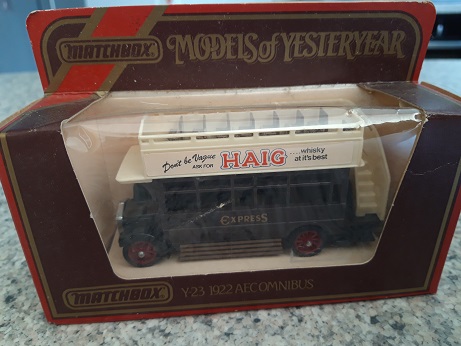 MATCHBOX
MODELS of YESTERYEAR
Don't be Vague
ASK FOR
HAIG
....whisky
at it's best
EXPRESS
MATCHBOX
Y-23 1922 AEC OMNIBUS